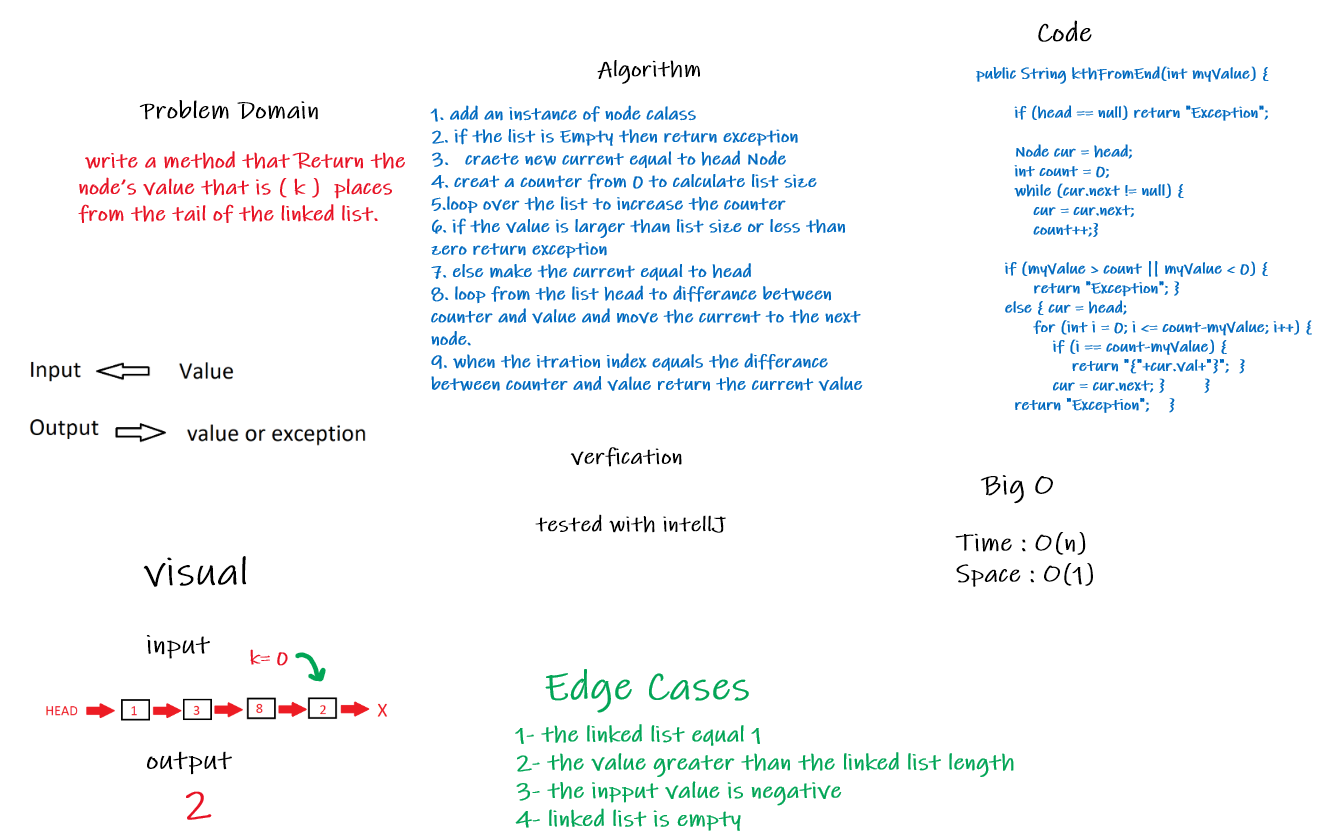 Problem Domain
write a method that Return the
node's value that is ( k ) places
from the tail of the linked list.
Input
Value
Output
value or exception
visual
input
k= 0
HEAD 1 3 8 2 X
output
2
Algorithm
1. add an instance of node calass
2. if the list is Empty then return exception
3. craete new current equal to head Node
4. creat a counter from 0 to calculate list size
5.loop over the list to increase the counter
6. if the value is larger than list size or less than
zero return exception
7. else make the current equal to head
8. loop from the list head to differance between
counter and value and move the current to the next
node.
9. when the itration index equals the differance
between counter and value return the current value
verfication
tested with intellJ
Edge Cases
1- the linked list equal 1
2- the value greater than the linked list length
3- the inpput value is negative
4- linked list is empty
Code
public String kthFromEnd(int myValue) {
if (head == null) return "Exception";
Node cur = head;
int count = 0;
while (cur.next != null) {
cur = cur.next;
count++;}
if (myValue > count || myValue < 0) {
return "Exception"; }
else { cur = head;
for (int i = 0; i <= count-myValue; i++) {
if (i == count-myValue) {
return "{"+cur.val+"}"; }
cur = cur.next; } }
return "Exception"; }
Big O
Time : O(n)
Space : O(1)